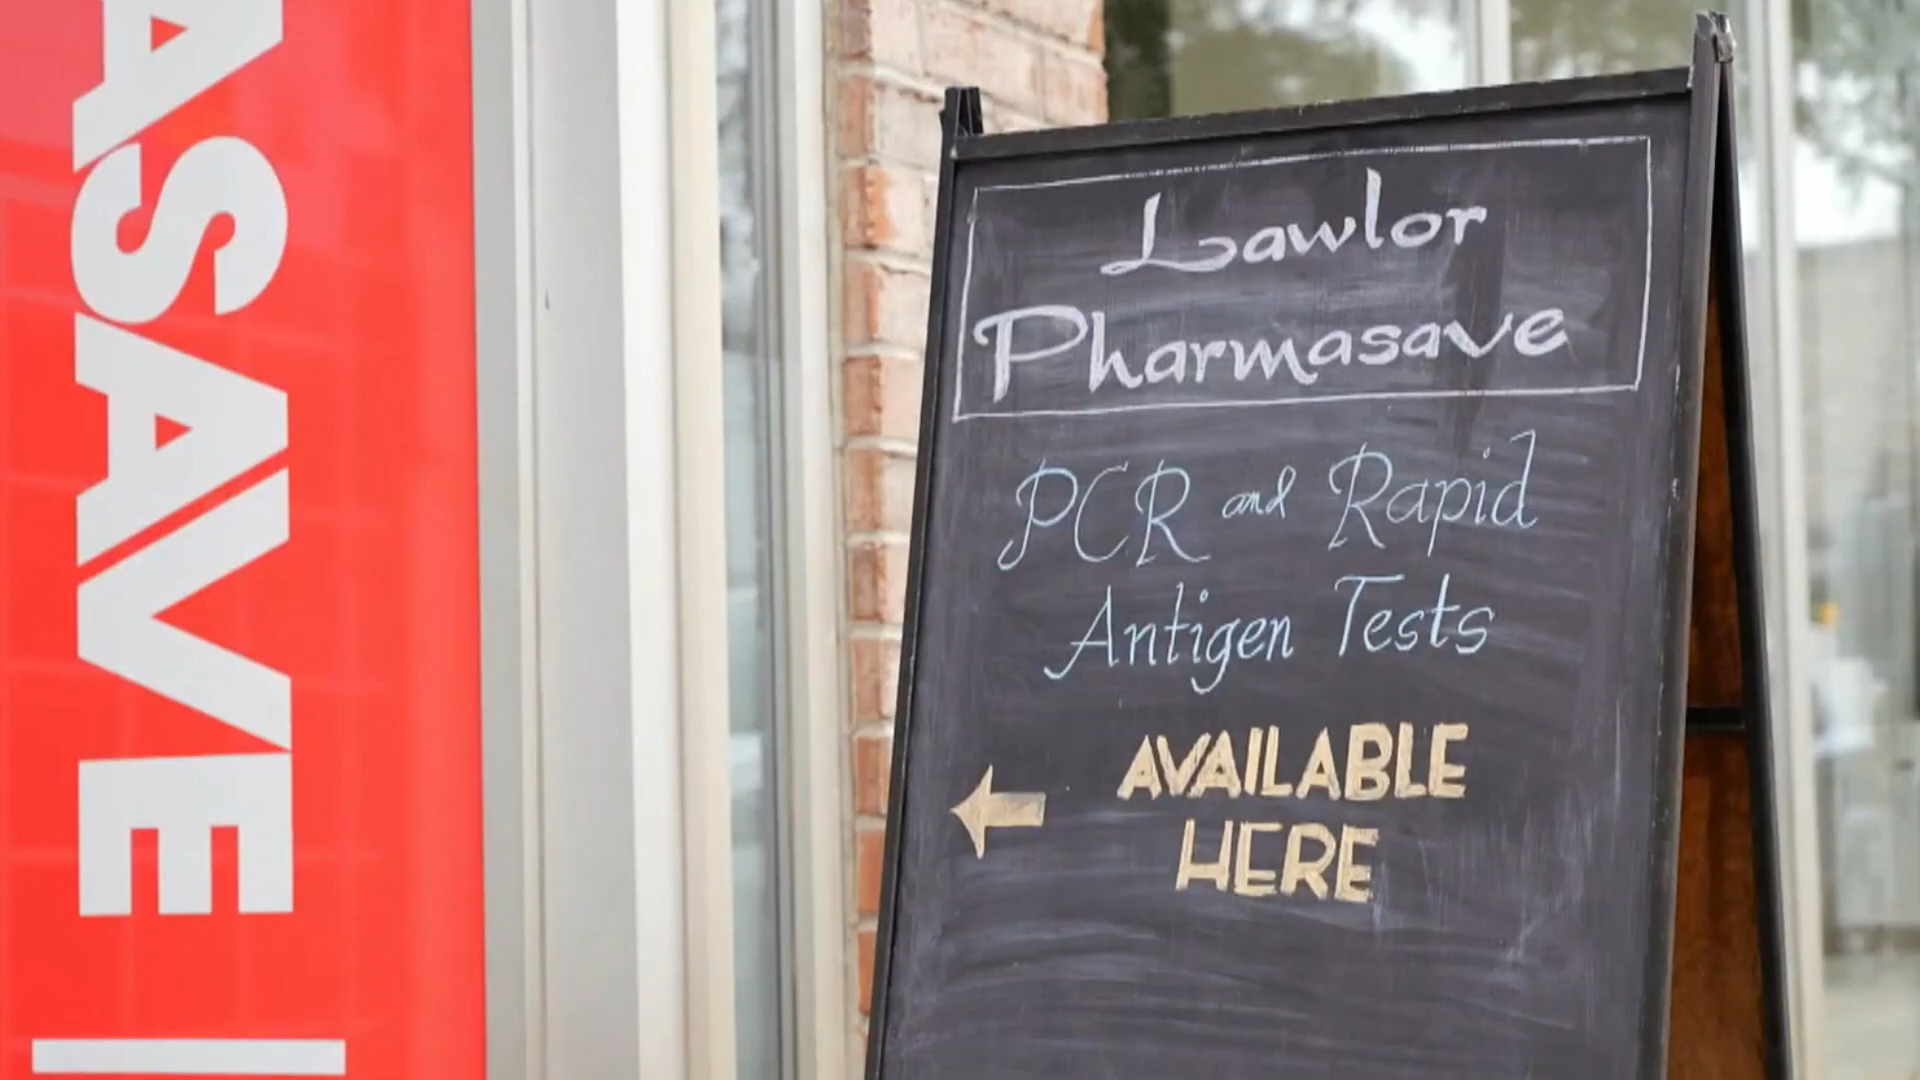 ASAVE |
Lawlor
Pharmasave
PCR and Rapid
Antigen Tests
AVAILABLE
HERE